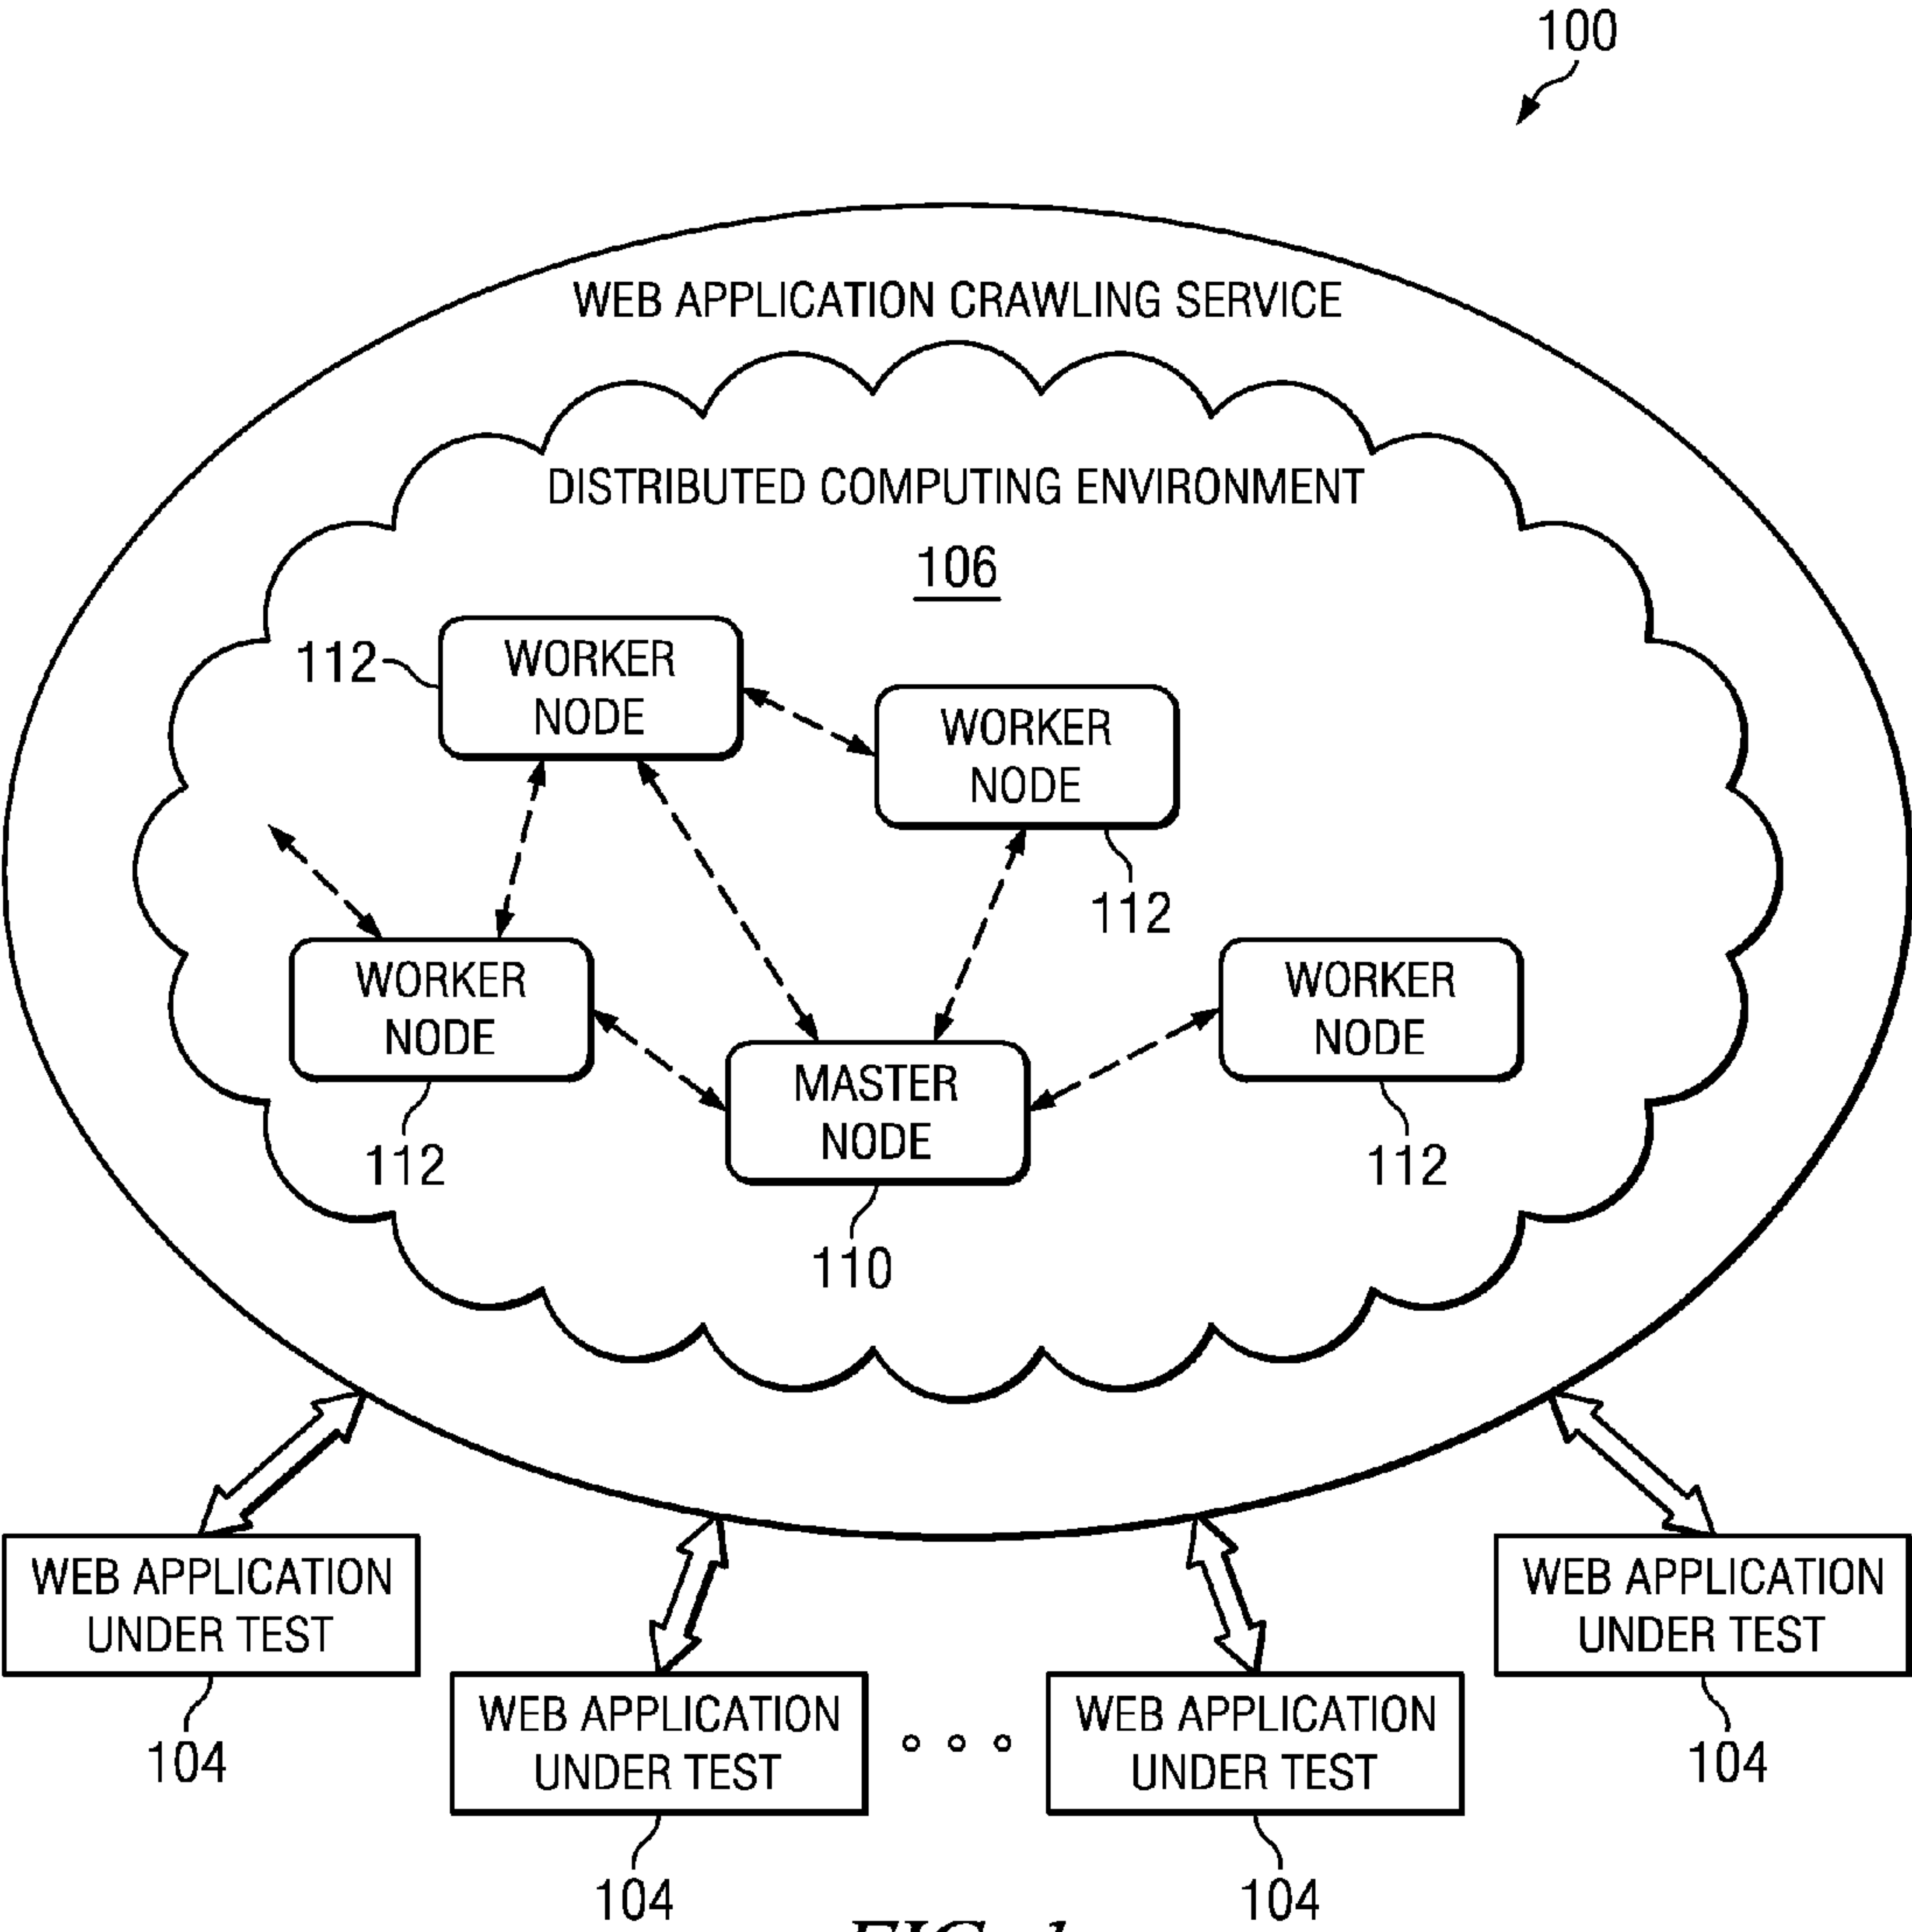 100
WEB APPLICATION CRAWLING SERVICE
DISTRIBUTED COMPUTING ENVIRONMENT
106
112
WORKER
NODE
WORKER
NODE
112
WORKER
NODE
112
WORKER
NODE
112
MASTER
NODE
110
WEB APPLICATION
UNDER TEST
104
WEB APPLICATION
UNDER TEST
104
WEB APPLICATION
UNDER TEST
104
WEB APPLICATION
UNDER TEST
104
FIG. 1